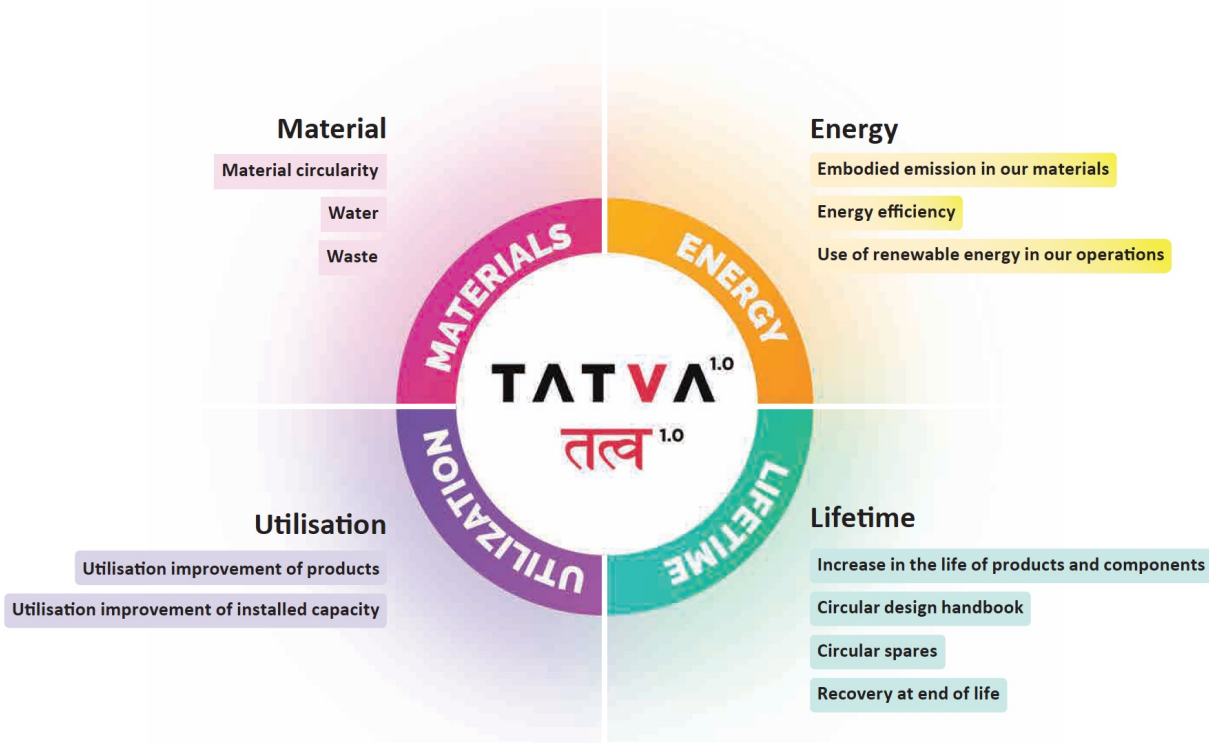 Material
Material circularity
Water
Waste
Energy
Embodied emission in our materials
Energy efficiency
Use of renewable energy in our operations
MATERIALS
ENERGY
TATVA 1.0
तत्व 1.0
UTILIZATION
LIFETIME
Utilisation
Utilisation improvement of products
Utilisation improvement of installed capacity
Lifetime
Increase in the life of products and components
Circular design handbook
Circular spares
Recovery at end of life